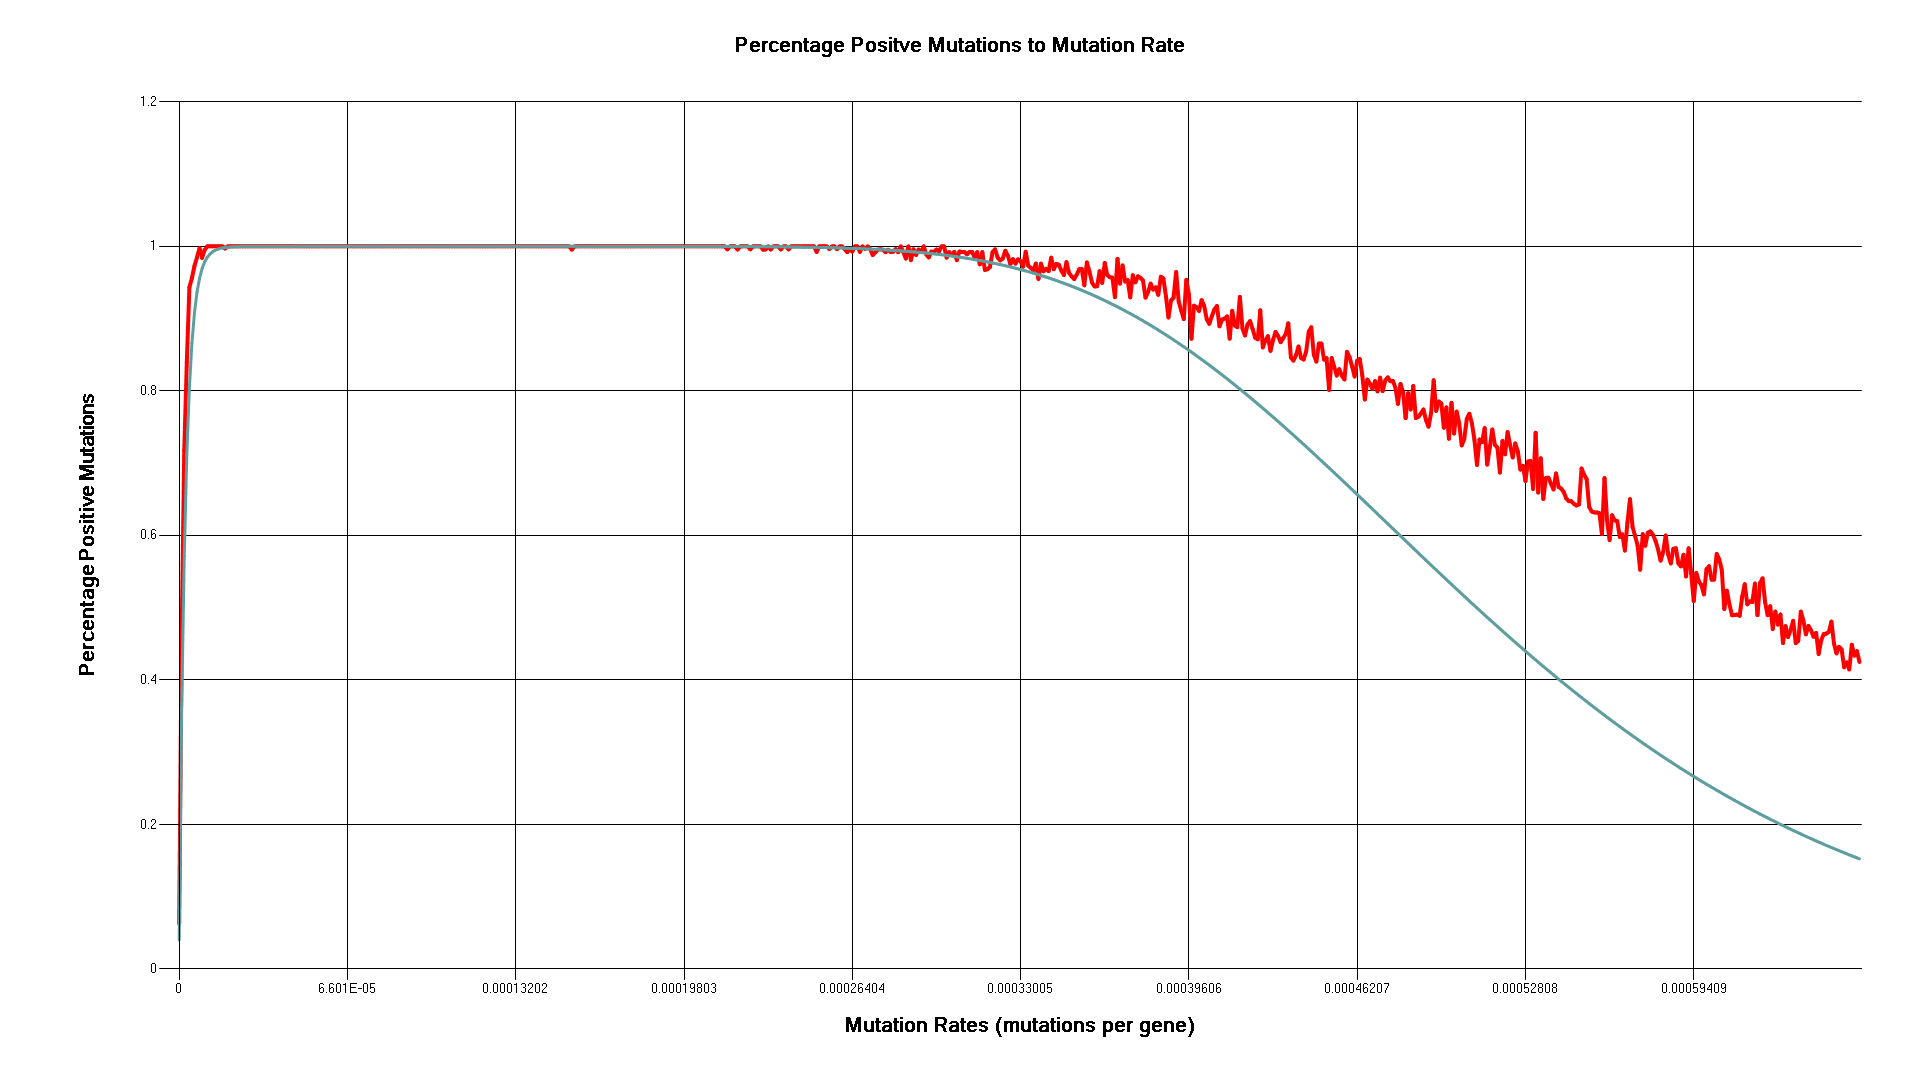 Percentage Positve Mutations to Mutation Rate
1.2
1
0.8
0.6
0.4
0.2
0
Percentage Positive Mutations
0 6.601E-05 0.00013202 0.00019803 0.00026404 0.00033005 0.00039606 0.00046207 0.00052808 0.00059409
Mutation Rates (mutations per gene)